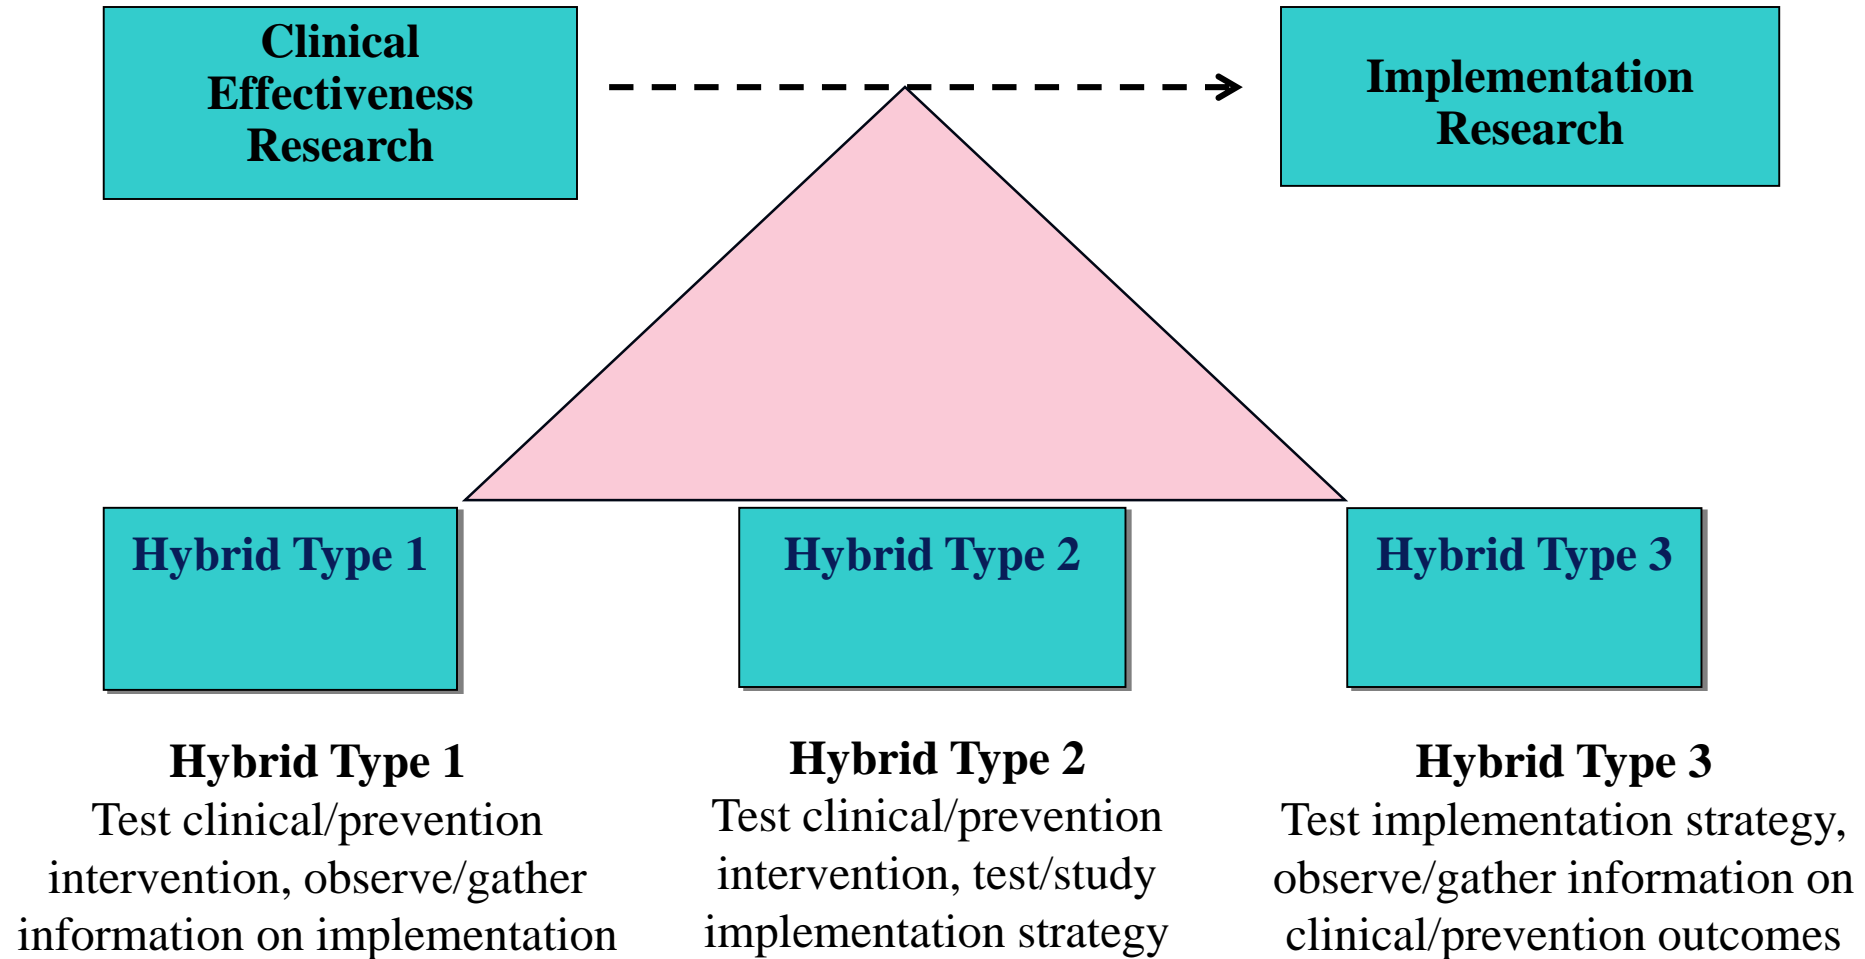 Clinical
Effectiveness
Research
Implementation
Research
Hybrid Type 1
Hybrid Type 2
Hybrid Type 3
Hybrid Type 1
Test clinical/prevention
intervention, observe/gather
information on implementation
Hybrid Type 2
Test clinical/prevention
intervention, test/study
implementation strategy
Hybrid Type 3
Test implementation strategy,
observe/gather information on
clinical/prevention outcomes